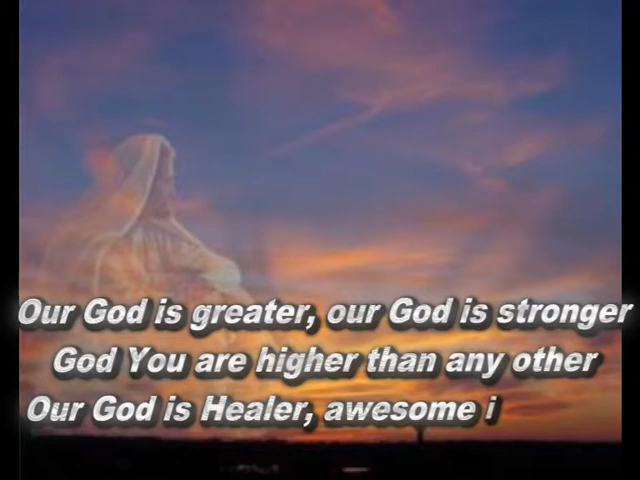 Our God is greater, our God is stronger
God You are higher than any other
Our God is Healer, awesome i